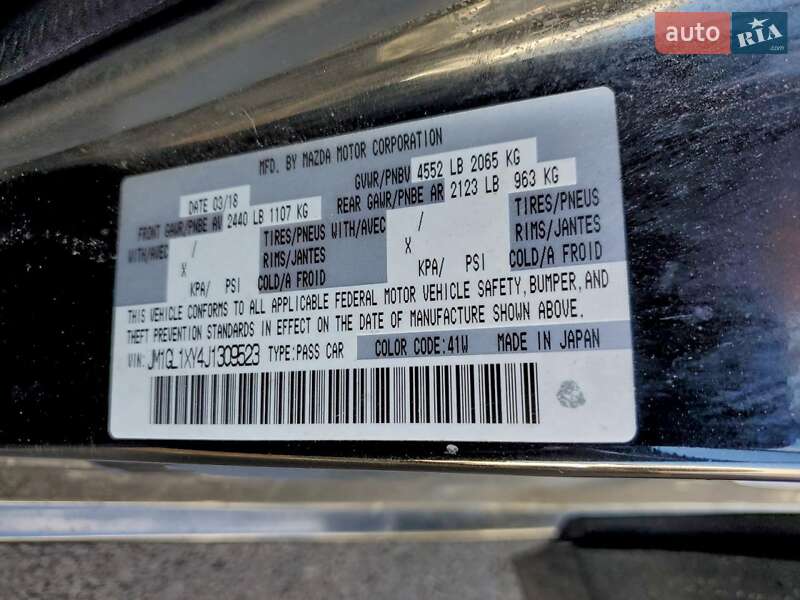 auto RIA.com
MFD. BY MAZDA MOTOR CORPORATION
DATE 03/18 GVWR/PNBV 4552 LB 2065 KG
FRONT GAWR/PNBE AV 2440 LB 1107 KG REAR GAWR/PNBE AR 2123 LB 963 KG
WITH/AVEC / TIRES/PNEUS WITH/AVEC / TIRES/PNEUS
X RIMS/JANTES X RIMS/JANTES
KPA/ PSI COLD/A FROID KPA/ PSI COLD/A FROID
THIS VEHICLE CONFORMS TO ALL APPLICABLE FEDERAL MOTOR VEHICLE SAFETY, BUMPER, AND
THEFT PREVENTION STANDARDS IN EFFECT ON THE DATE OF MANUFACTURE SHOWN ABOVE.
VIN: JM1GL1XY4J1309523 TYPE:PASS CAR COLOR CODE:41W MADE IN JAPAN